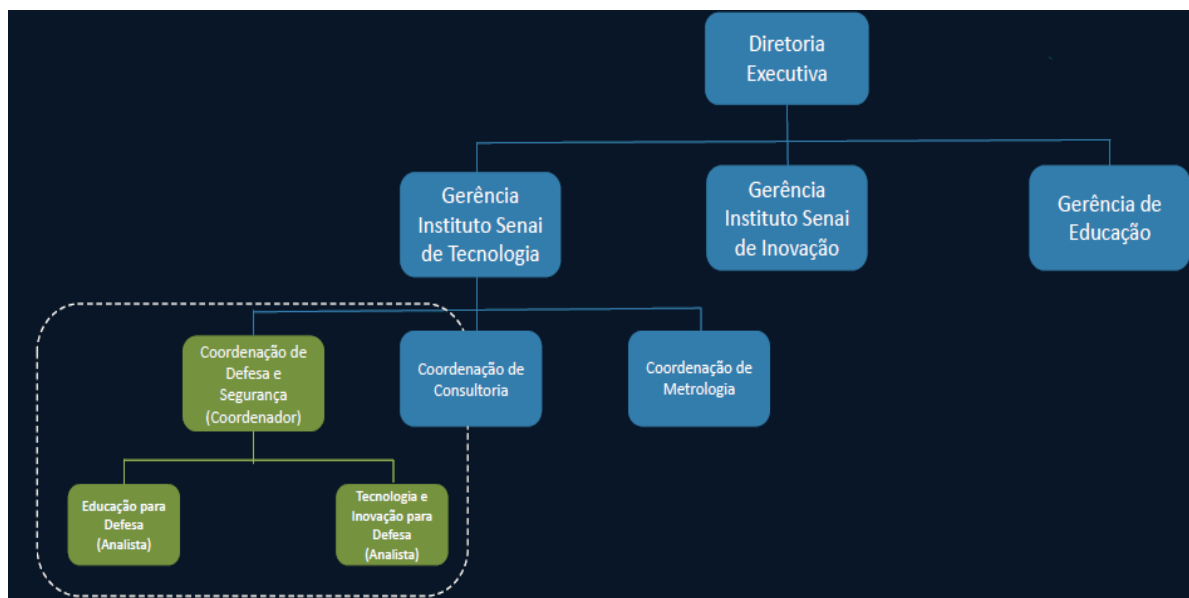 Diretoria
Executiva
Gerência
Instituto Senai
de Tecnologia
Gerência
Instituto Senai
de Inovação
Gerência de
Educação
Coordenação de
Defesa e
Segurança
(Coordenador)
Coordenação de
Consultoria
Coordenação de
Metrologia
Educação para
Defesa
(Analista)
Tecnologia e
Inovação para
Defesa
(Analista)